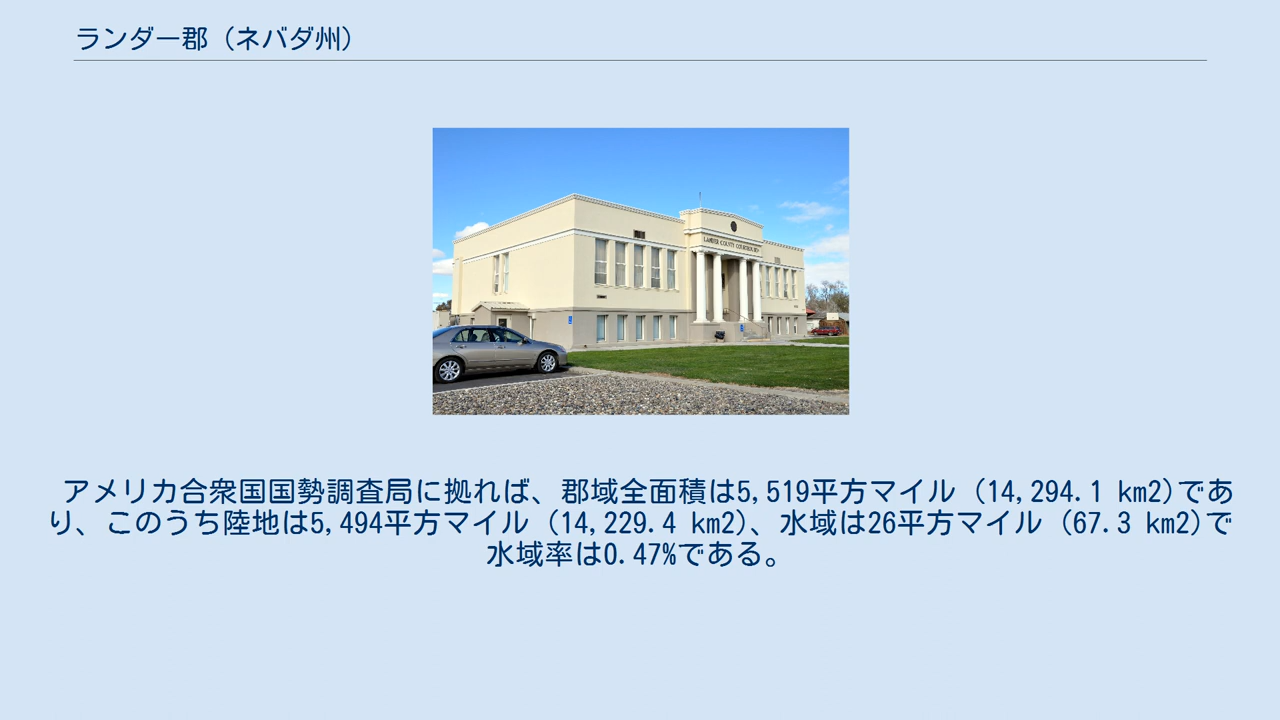 ランダー郡（ネバダ州）
LANDER COUNTY COURTHOUSE
アメリカ合衆国国勢調査局に拠れば、郡域全面積は5,519平方マイル (14,294.1 km2)であ
り、このうち陸地は5,494平方マイル (14,229.4 km2)、水域は26平方マイル (67.3 km2)で
水域率は0.47%である。